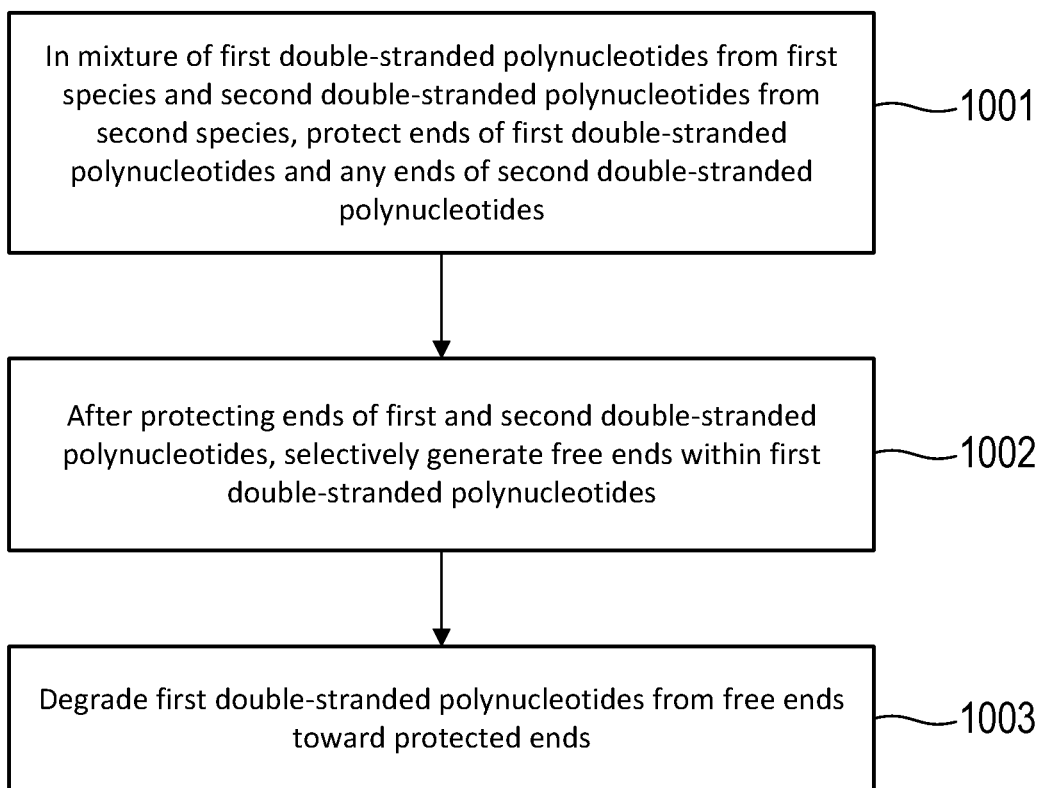 In mixture of first double-stranded polynucleotides from first
species and second double-stranded polynucleotides from
second species, protect ends of first double-stranded
polynucleotides and any ends of second double-stranded
polynucleotides
1001
After protecting ends of first and second double-stranded
polynucleotides, selectively generate free ends within first
double-stranded polynucleotides
1002
Degrade first double-stranded polynucleotides from free ends
toward protected ends
1003